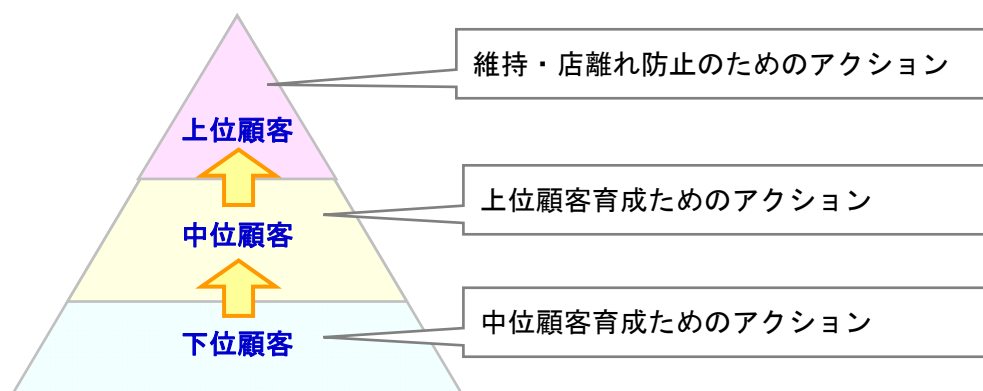 維持・店離れ防止のためのアクション
上位顧客
上位顧客育成ためのアクション
中位顧客
中位顧客育成ためのアクション
下位顧客